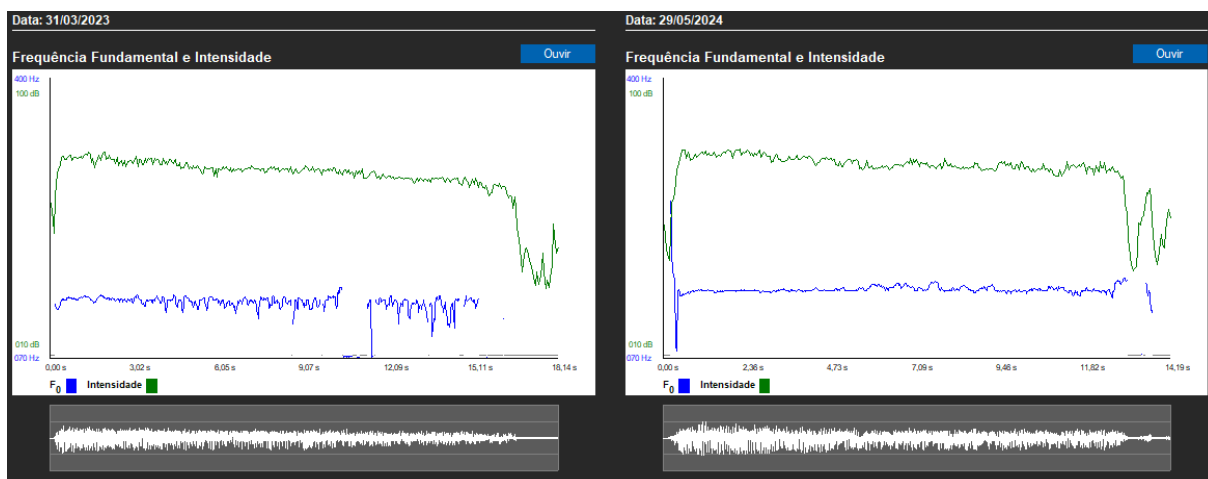 Data: 31/03/2023
Frequência Fundamental e Intensidade
Ouvir
400 Hz
100 dB
010 dB
070 Hz
0,00 s 3,02 s 6,05 s 9,07 s 12,09 s 15,11 s 18,14 s
F0 Intensidade
Data: 29/05/2024
Frequência Fundamental e Intensidade
Ouvir
400 Hz
100 dB
010 dB
070 Hz
0,00 s 2,36 s 4,73 s 7,09 s 9,46 s 11,82 s 14,19 s
F0 Intensidade